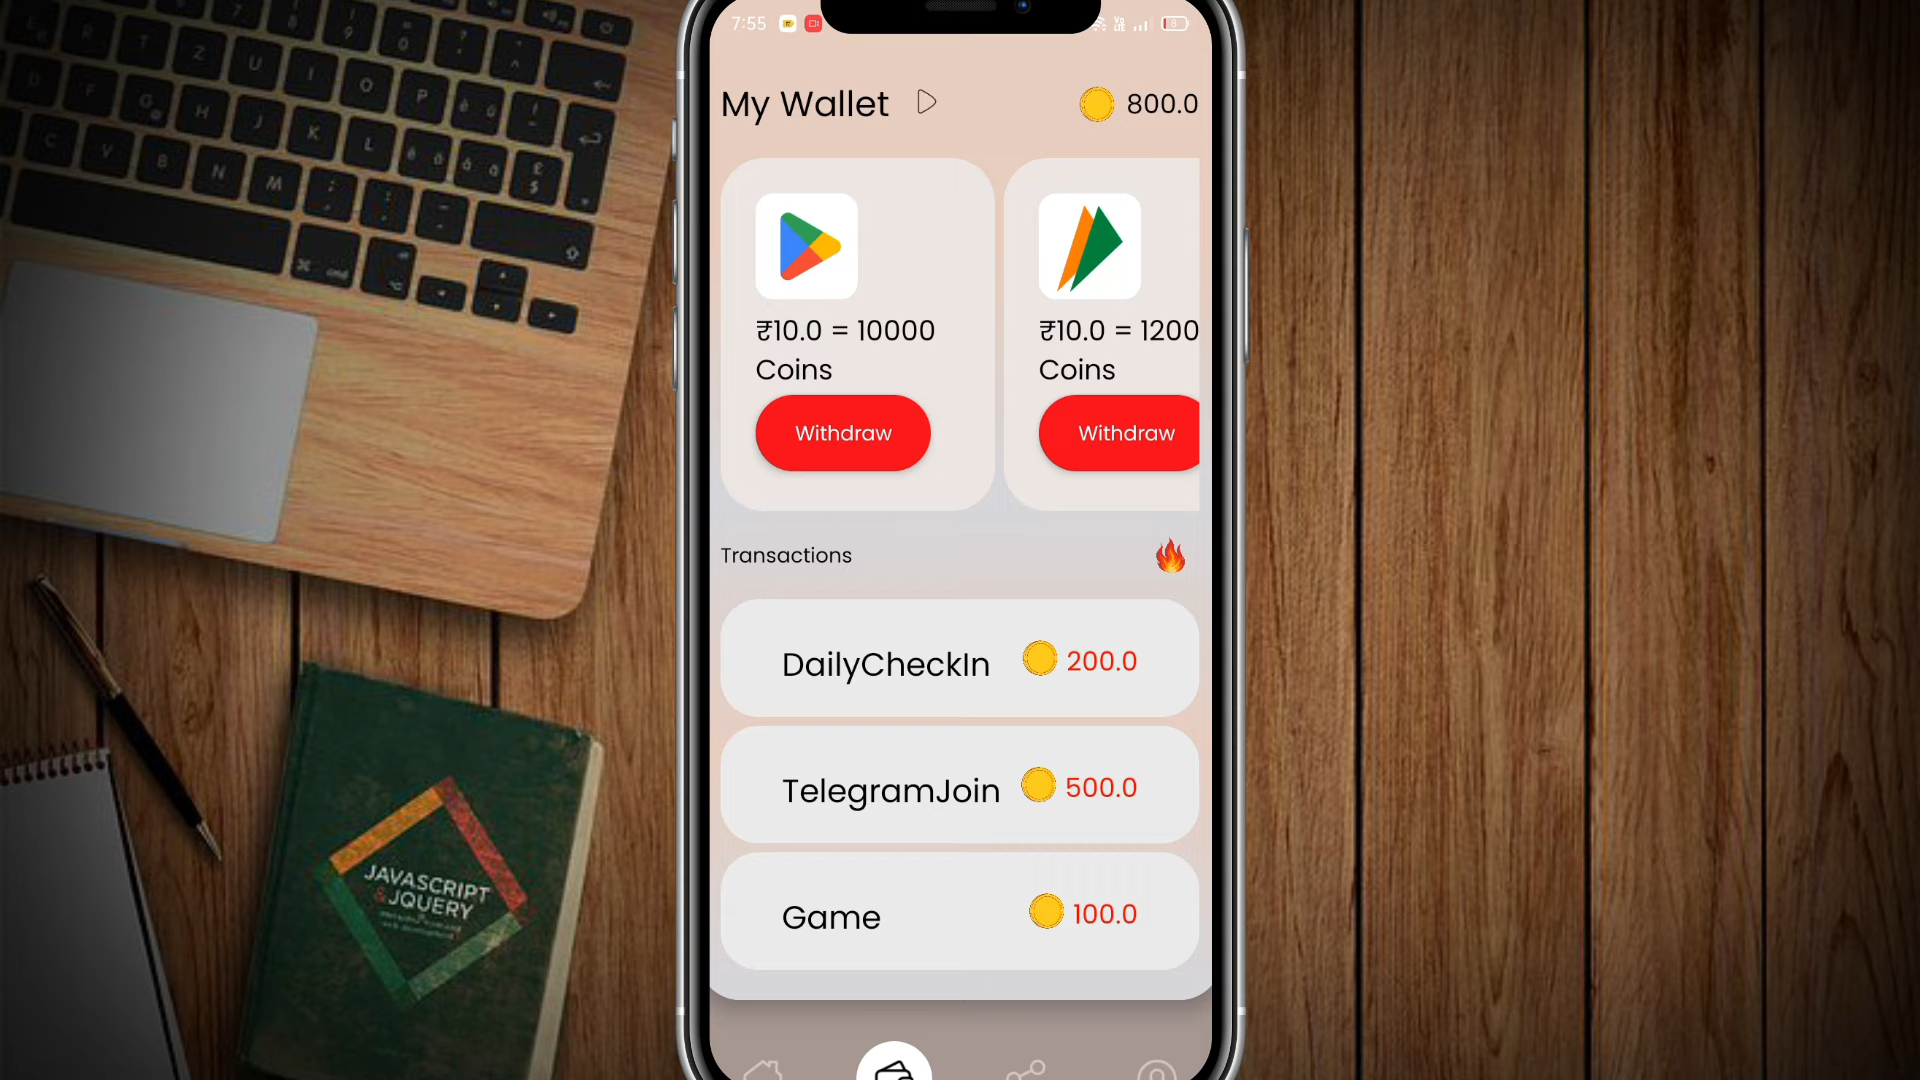 7:55
My Wallet
800.0
₹10.0 = 10000
Coins
Withdraw
₹10.0 = 1200
Coins
Withdraw
Transactions
DailyCheckIn
200.0
TelegramJoin
500.0
Game
100.0
JAVASCRIPT
&JQUERY